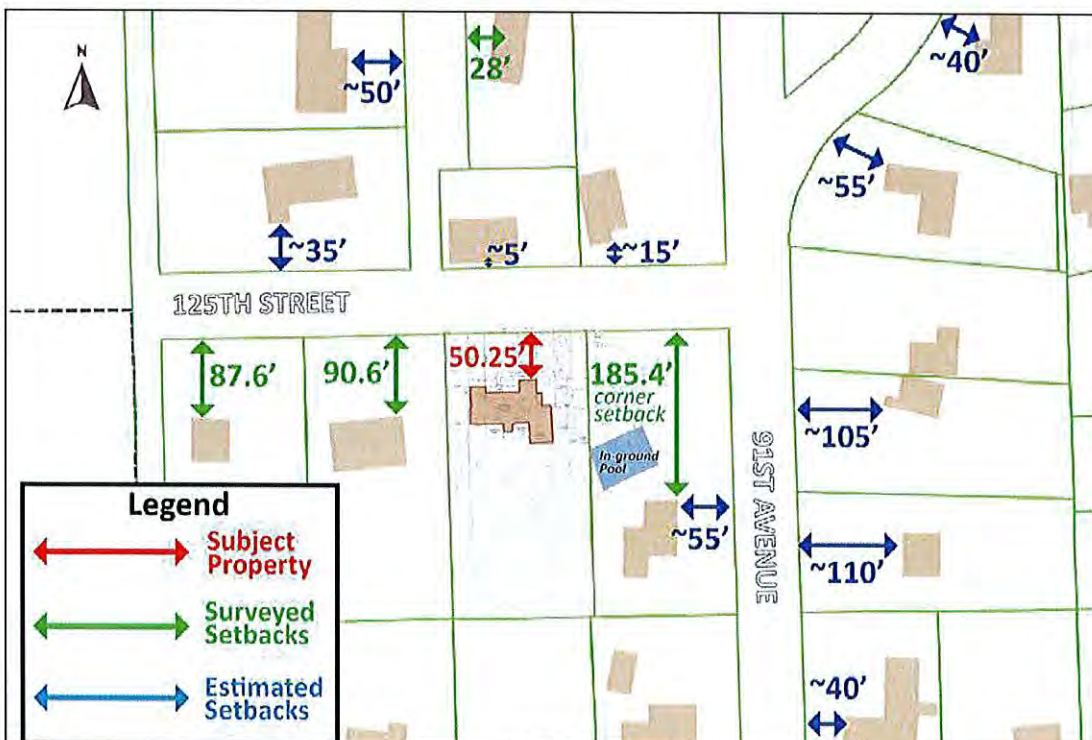 N
~50'
28'
~40'
~55'
~35'
~5'
~15'
125TH STREET
87.6'
90.6'
50.25'
185.4'
corner
setback
~105'
In-ground
Pool
91ST AVENUE
~55'
~110'
~40'
Legend
Subject
Property
Surveyed
Setbacks
Estimated
Setbacks